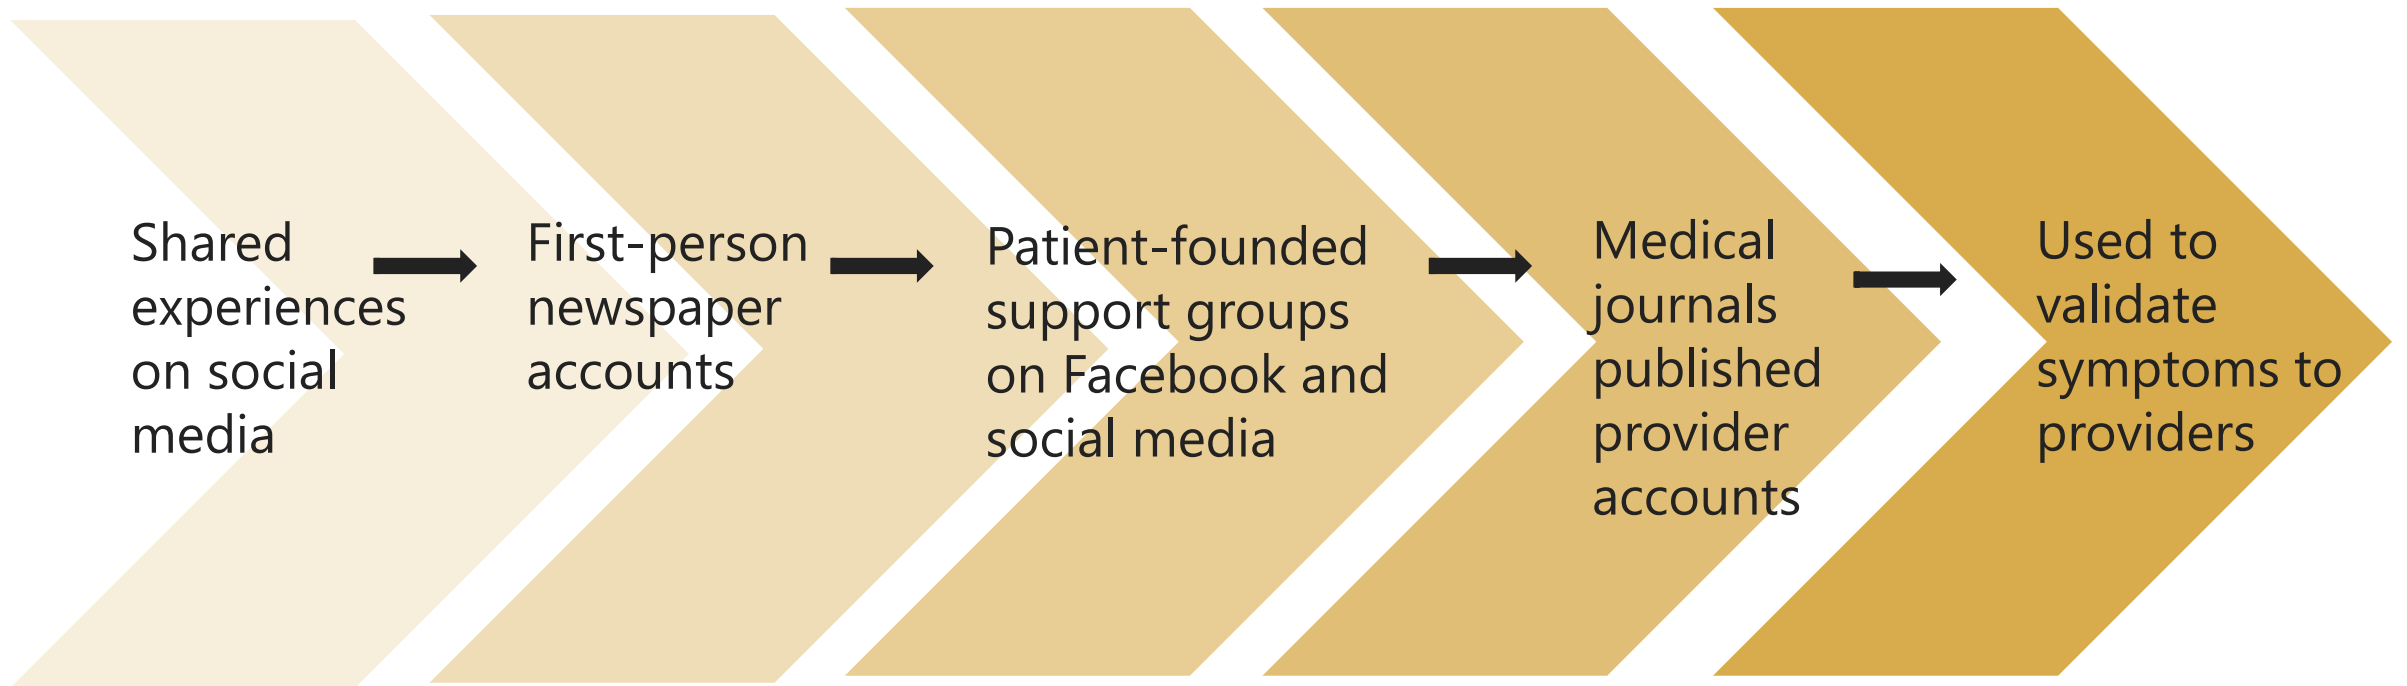 Shared
experiences
on social
media
First-person
newspaper
accounts
Patient-founded
support groups
on Facebook and
social media
Medical
journals
published
provider
accounts
Used to
validate
symptoms to
providers